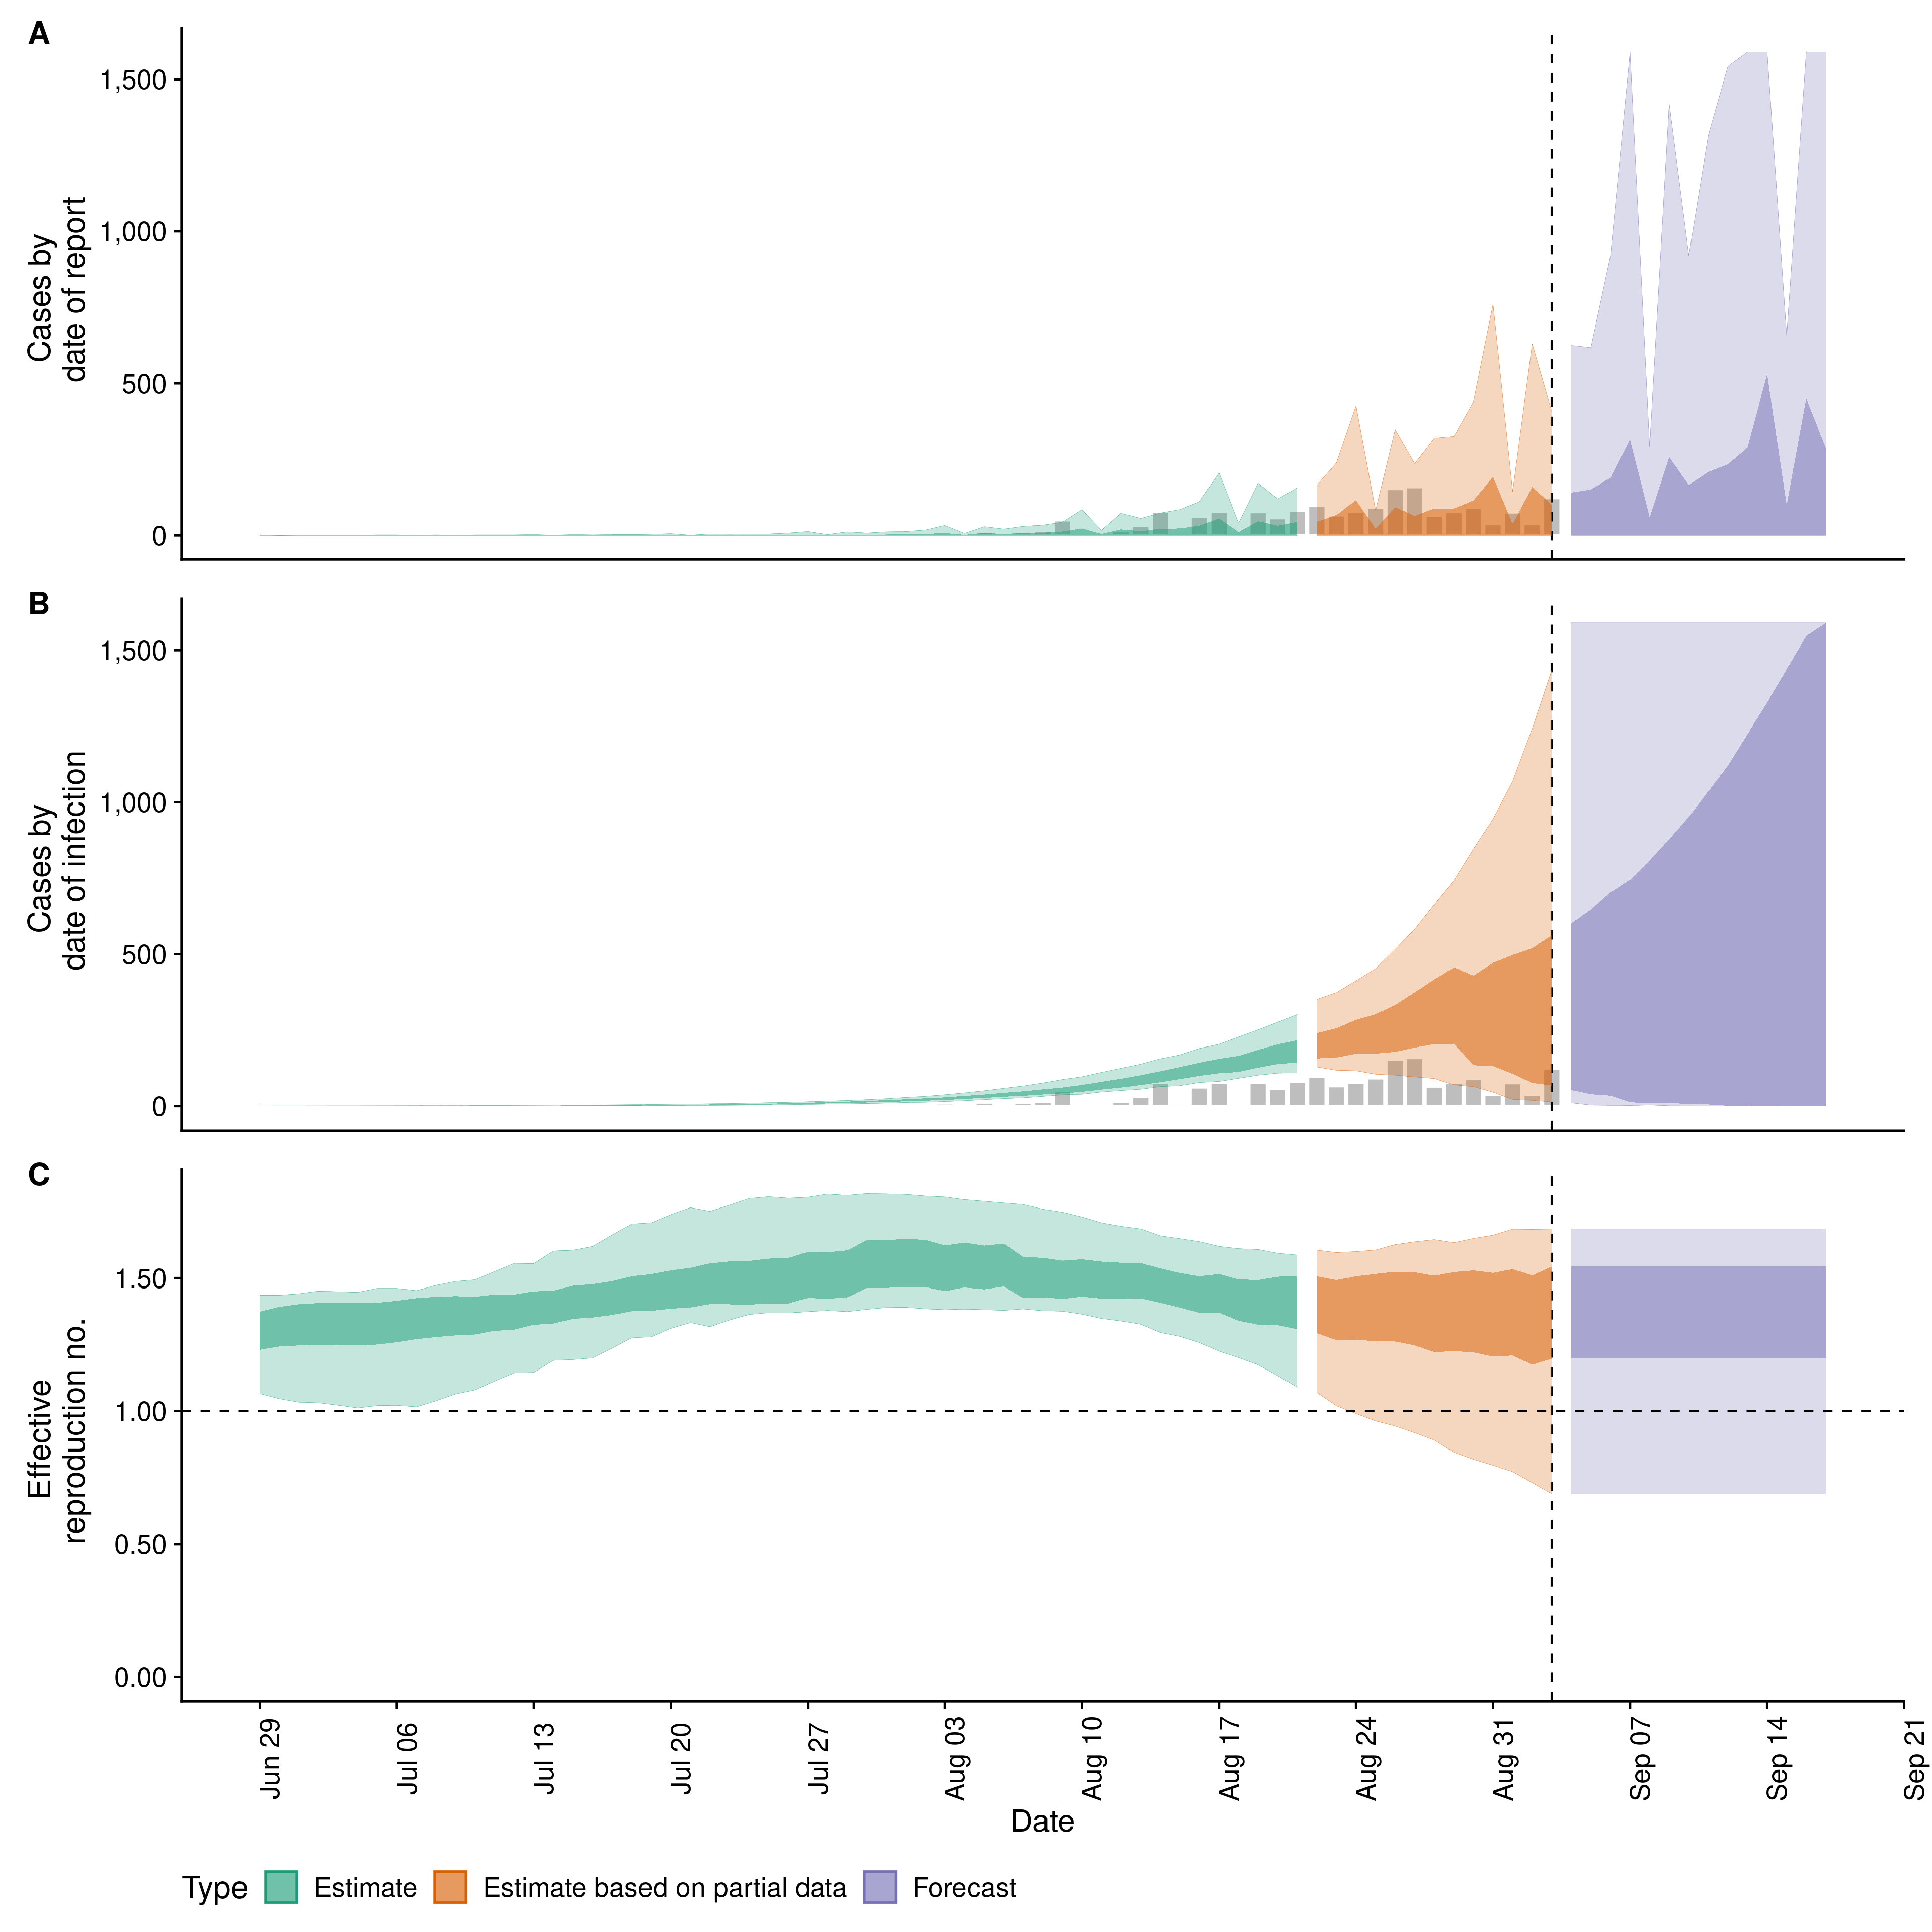 A
Cases by
date of report
1,500
1,000
500
0
B
Cases by
date of infection
1,500
1,000
500
0
C
Effective
reproduction no.
1.50
1.00
0.50
0.00
Jun 29
Jul 06
Jul 13
Jul 20
Jul 27
Aug 03
Aug 10
Aug 17
Aug 24
Aug 31
Sep 07
Sep 14
Sep 21
Date
Type Estimate Estimate based on partial data Forecast